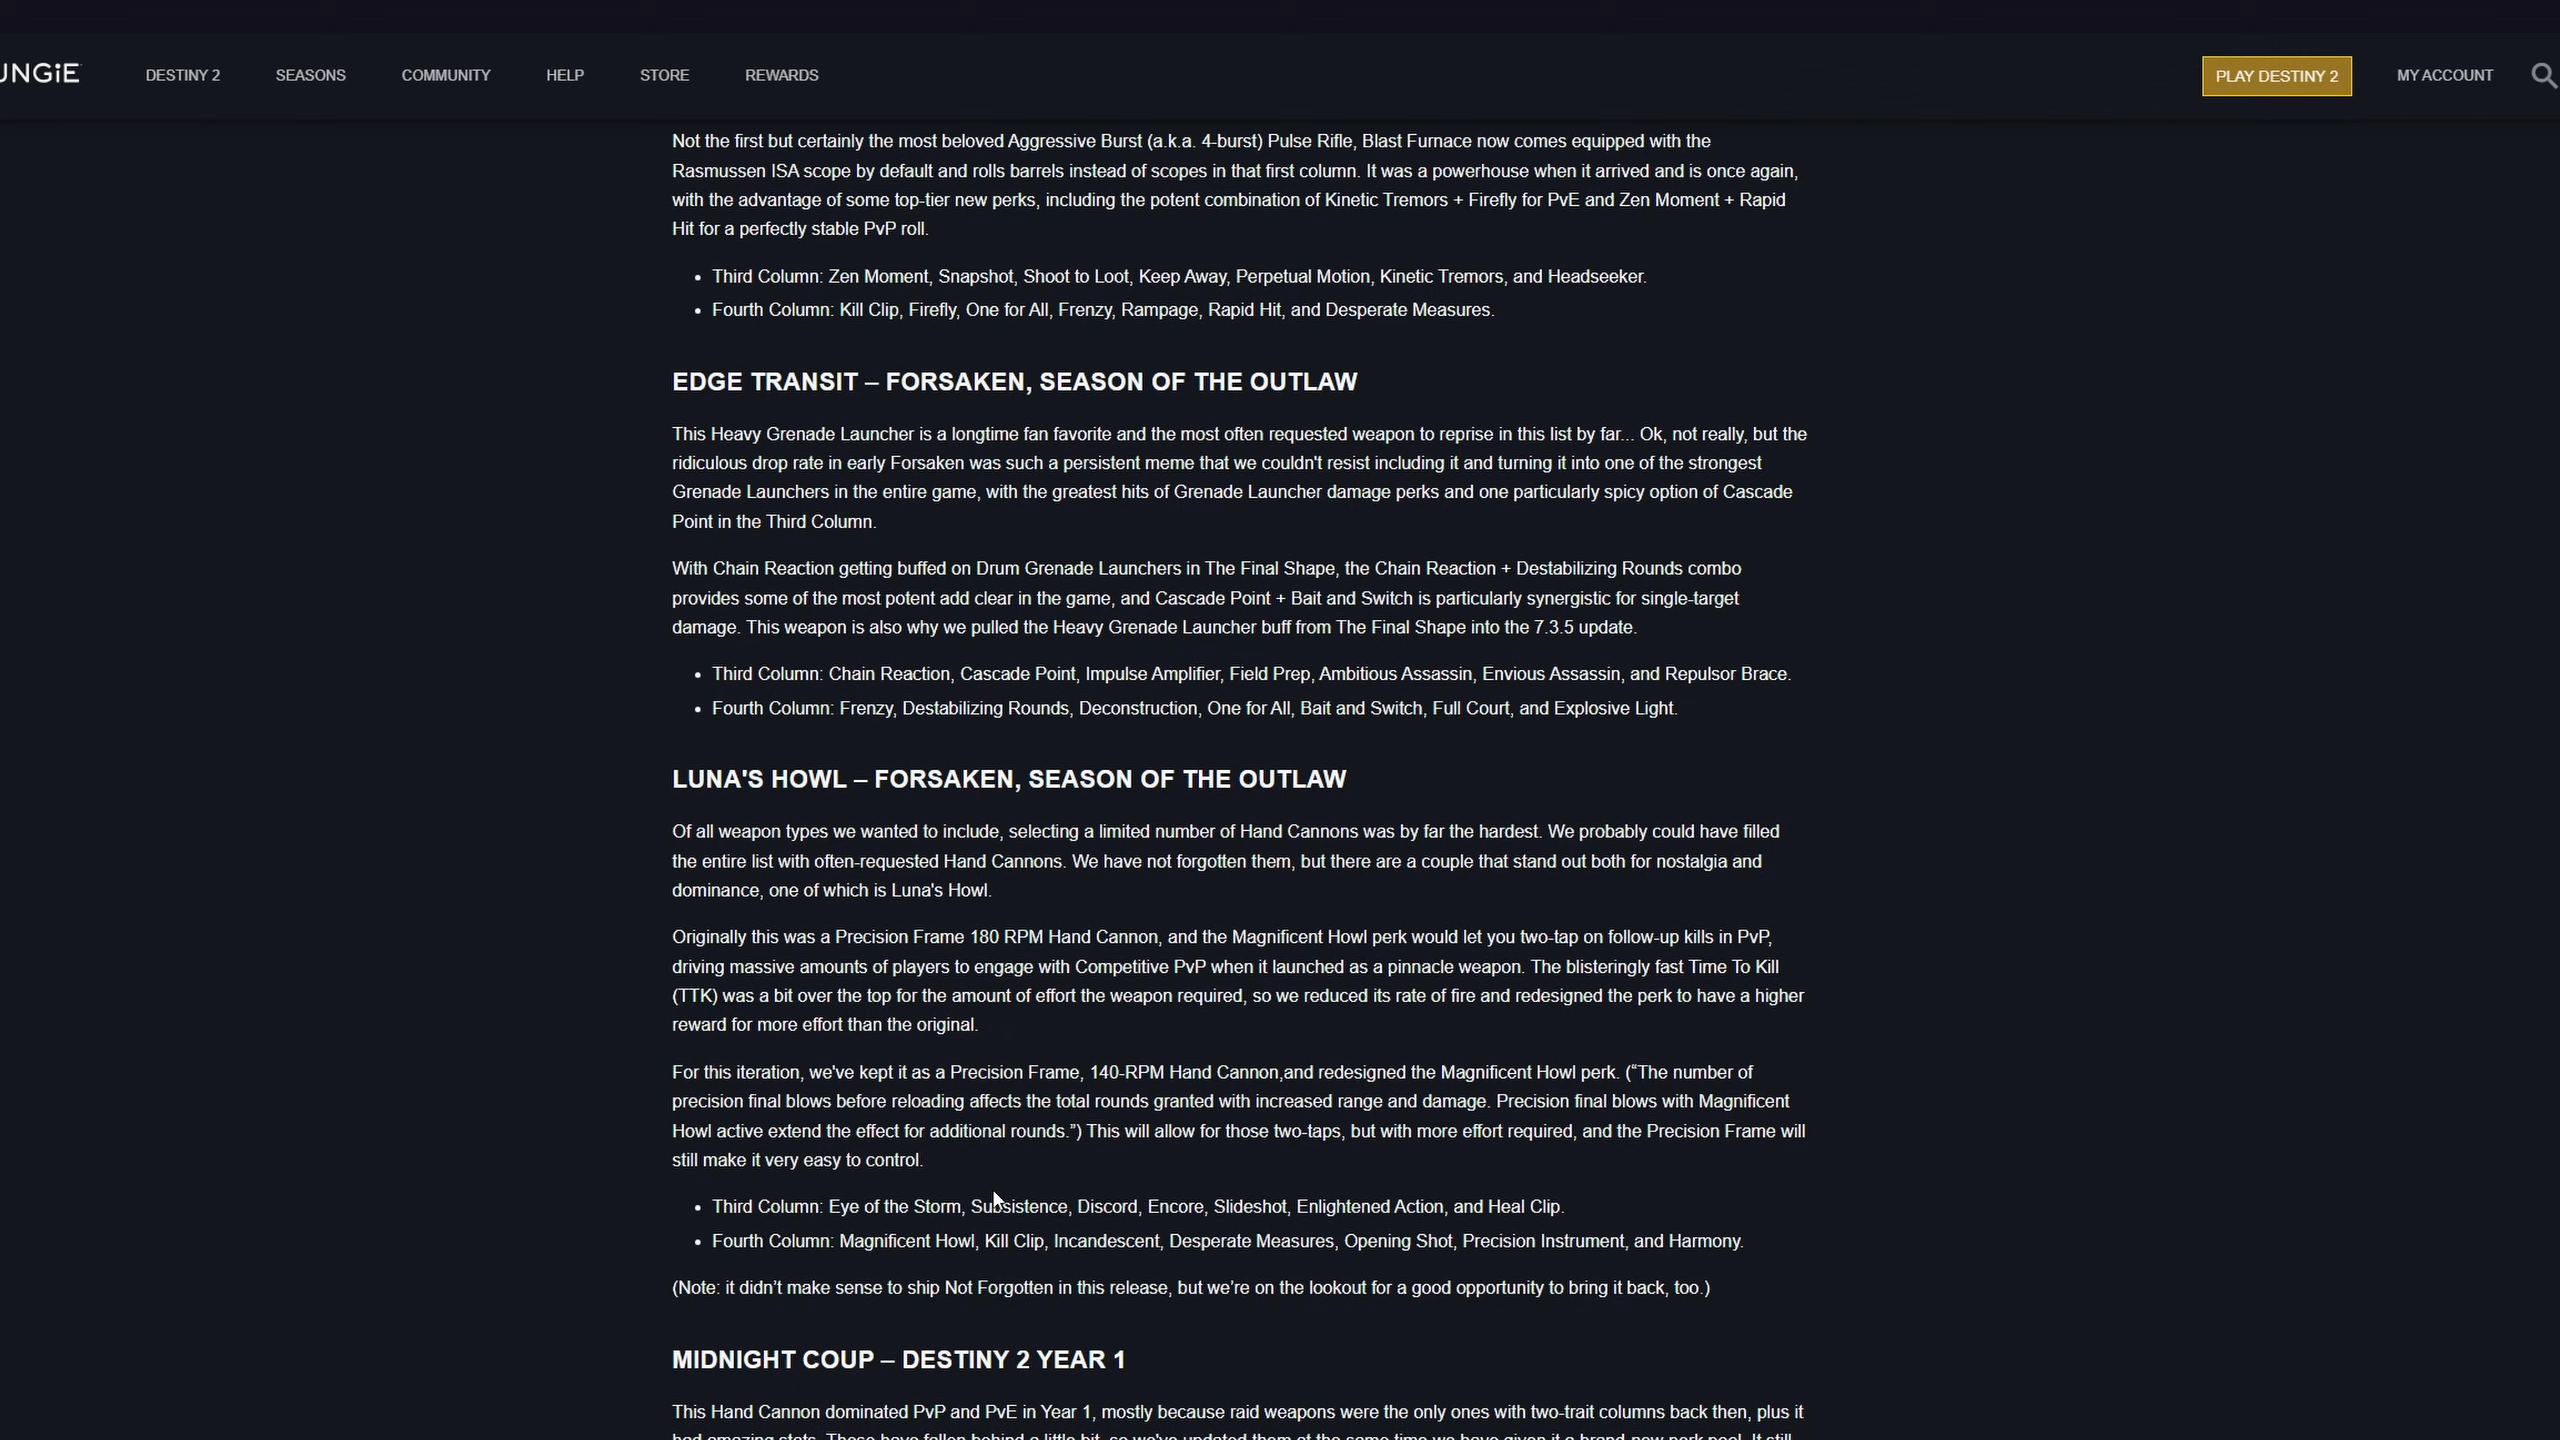 UNGiE
DESTINY 2 SEASONS COMMUNITY HELP STORE REWARDS PLAY DESTINY 2 MY ACCOUNT
Not the first but certainly the most beloved Aggressive Burst (a.k.a. 4-burst) Pulse Rifle, Blast Furnace now comes equipped with the
Rasmussen ISA scope by default and rolls barrels instead of scopes in that first column. It was a powerhouse when it arrived and is once again,
with the advantage of some top-tier new perks, including the potent combination of Kinetic Tremors + Firefly for PvE and Zen Moment + Rapid
Hit for a perfectly stable PvP roll.
• Third Column: Zen Moment, Snapshot, Shoot to Loot, Keep Away, Perpetual Motion, Kinetic Tremors, and Headseeker.
• Fourth Column: Kill Clip, Firefly, One for All, Frenzy, Rampage, Rapid Hit, and Desperate Measures.
EDGE TRANSIT – FORSAKEN, SEASON OF THE OUTLAW
This Heavy Grenade Launcher is a longtime fan favorite and the most often requested weapon to reprise in this list by far... Ok, not really, but the
ridiculous drop rate in early Forsaken was such a persistent meme that we couldn't resist including it and turning it into one of the strongest
Grenade Launchers in the entire game, with the greatest hits of Grenade Launcher damage perks and one particularly spicy option of Cascade
Point in the Third Column.
With Chain Reaction getting buffed on Drum Grenade Launchers in The Final Shape, the Chain Reaction + Destabilizing Rounds combo
provides some of the most potent add clear in the game, and Cascade Point + Bait and Switch is particularly synergistic for single-target
damage. This weapon is also why we pulled the Heavy Grenade Launcher buff from The Final Shape into the 7.3.5 update.
• Third Column: Chain Reaction, Cascade Point, Impulse Amplifier, Field Prep, Ambitious Assassin, Envious Assassin, and Repulsor Brace.
• Fourth Column: Frenzy, Destabilizing Rounds, Deconstruction, One for All, Bait and Switch, Full Court, and Explosive Light.
LUNA'S HOWL – FORSAKEN, SEASON OF THE OUTLAW
Of all weapon types we wanted to include, selecting a limited number of Hand Cannons was by far the hardest. We probably could have filled
the entire list with often-requested Hand Cannons. We have not forgotten them, but there are a couple that stand out both for nostalgia and
dominance, one of which is Luna's Howl.
Originally this was a Precision Frame 180 RPM Hand Cannon, and the Magnificent Howl perk would let you two-tap on follow-up kills in PvP,
driving massive amounts of players to engage with Competitive PvP when it launched as a pinnacle weapon. The blisteringly fast Time To Kill
(TTK) was a bit over the top for the amount of effort the weapon required, so we reduced its rate of fire and redesigned the perk to have a higher
reward for more effort than the original.
For this iteration, we've kept it as a Precision Frame, 140-RPM Hand Cannon,and redesigned the Magnificent Howl perk. (“The number of
precision final blows before reloading affects the total rounds granted with increased range and damage. Precision final blows with Magnificent
Howl active extend the effect for additional rounds.”) This will allow for those two-taps, but with more effort required, and the Precision Frame will
still make it very easy to control.
• Third Column: Eye of the Storm, Subsistence, Discord, Encore, Slideshot, Enlightened Action, and Heal Clip.
• Fourth Column: Magnificent Howl, Kill Clip, Incandescent, Desperate Measures, Opening Shot, Precision Instrument, and Harmony.
(Note: it didn’t make sense to ship Not Forgotten in this release, but we’re on the lookout for a good opportunity to bring it back, too.)
MIDNIGHT COUP – DESTINY 2 YEAR 1
This Hand Cannon dominated PvP and PvE in Year 1, mostly because raid weapons were the only ones with two-trait columns back then, plus it